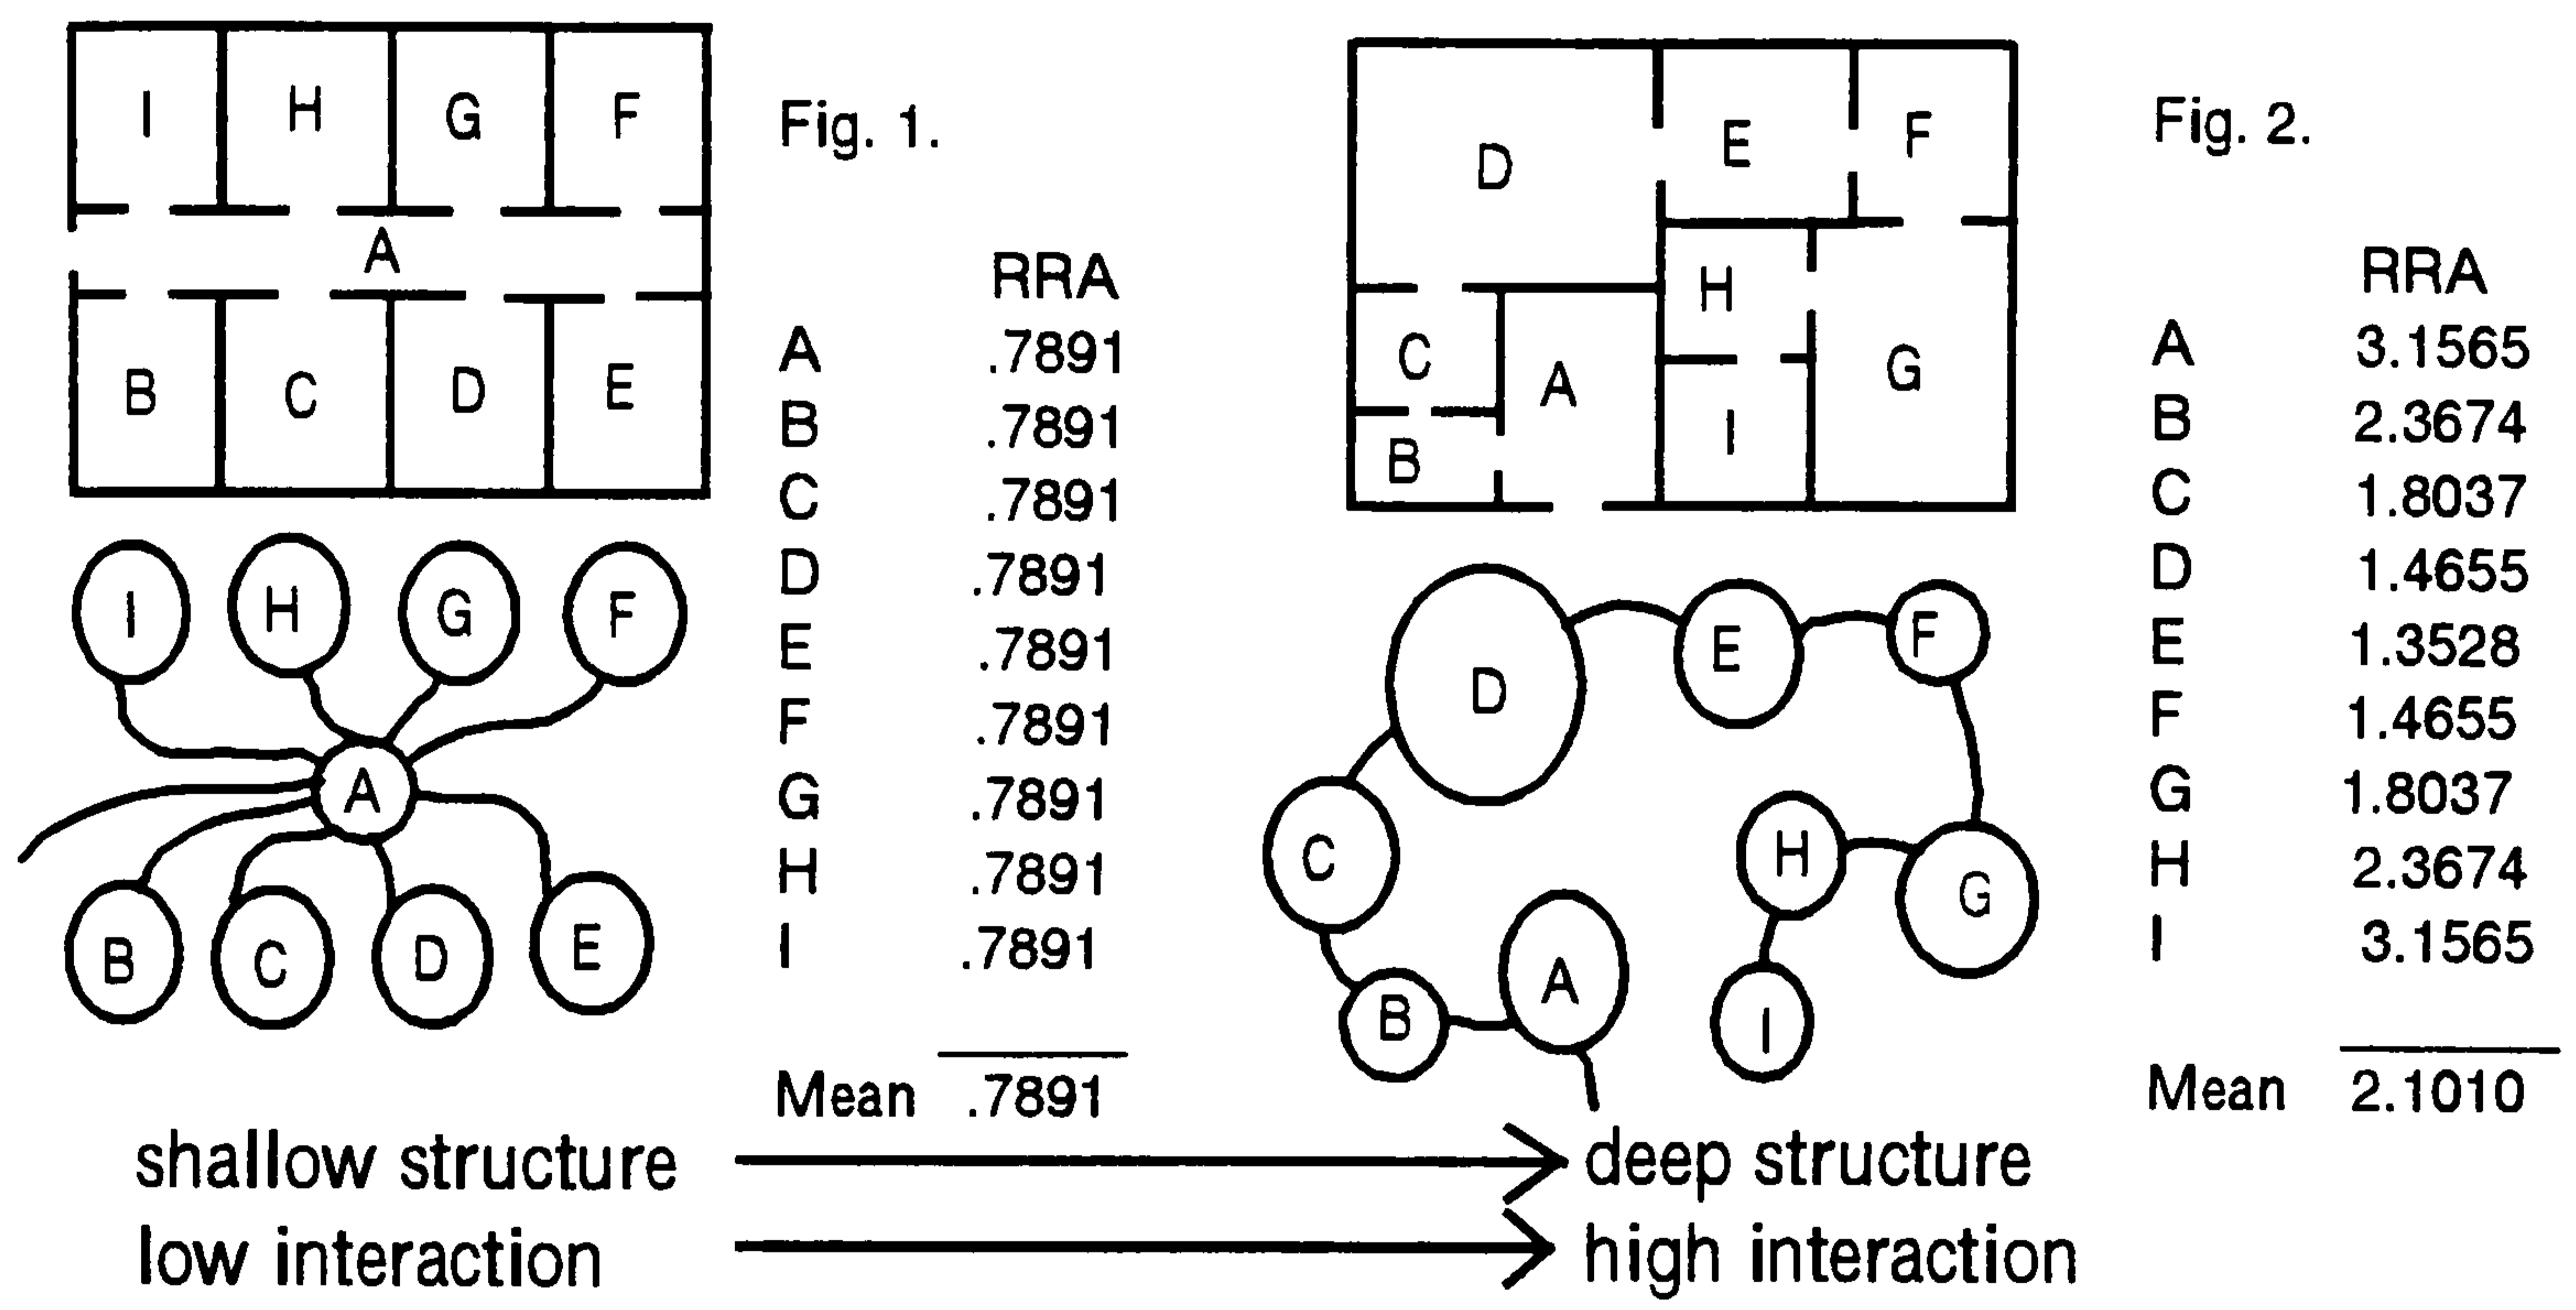 I H G F
A
B C D E
Fig. 1.
RRA
A .7891
B .7891
C .7891
D .7891
E .7891
F .7891
G .7891
H .7891
I .7891
Mean .7891
I H G F
A
B C D E
D E F
H
C A G
I
B
Fig. 2.
RRA
A 3.1565
B 2.3674
C 1.8037
D 1.4655
E 1.3528
F 1.4655
G 1.8037
H 2.3674
I 3.1565
Mean 2.1010
D E F
C H G
B A I
shallow structure deep structure
low interaction high interaction